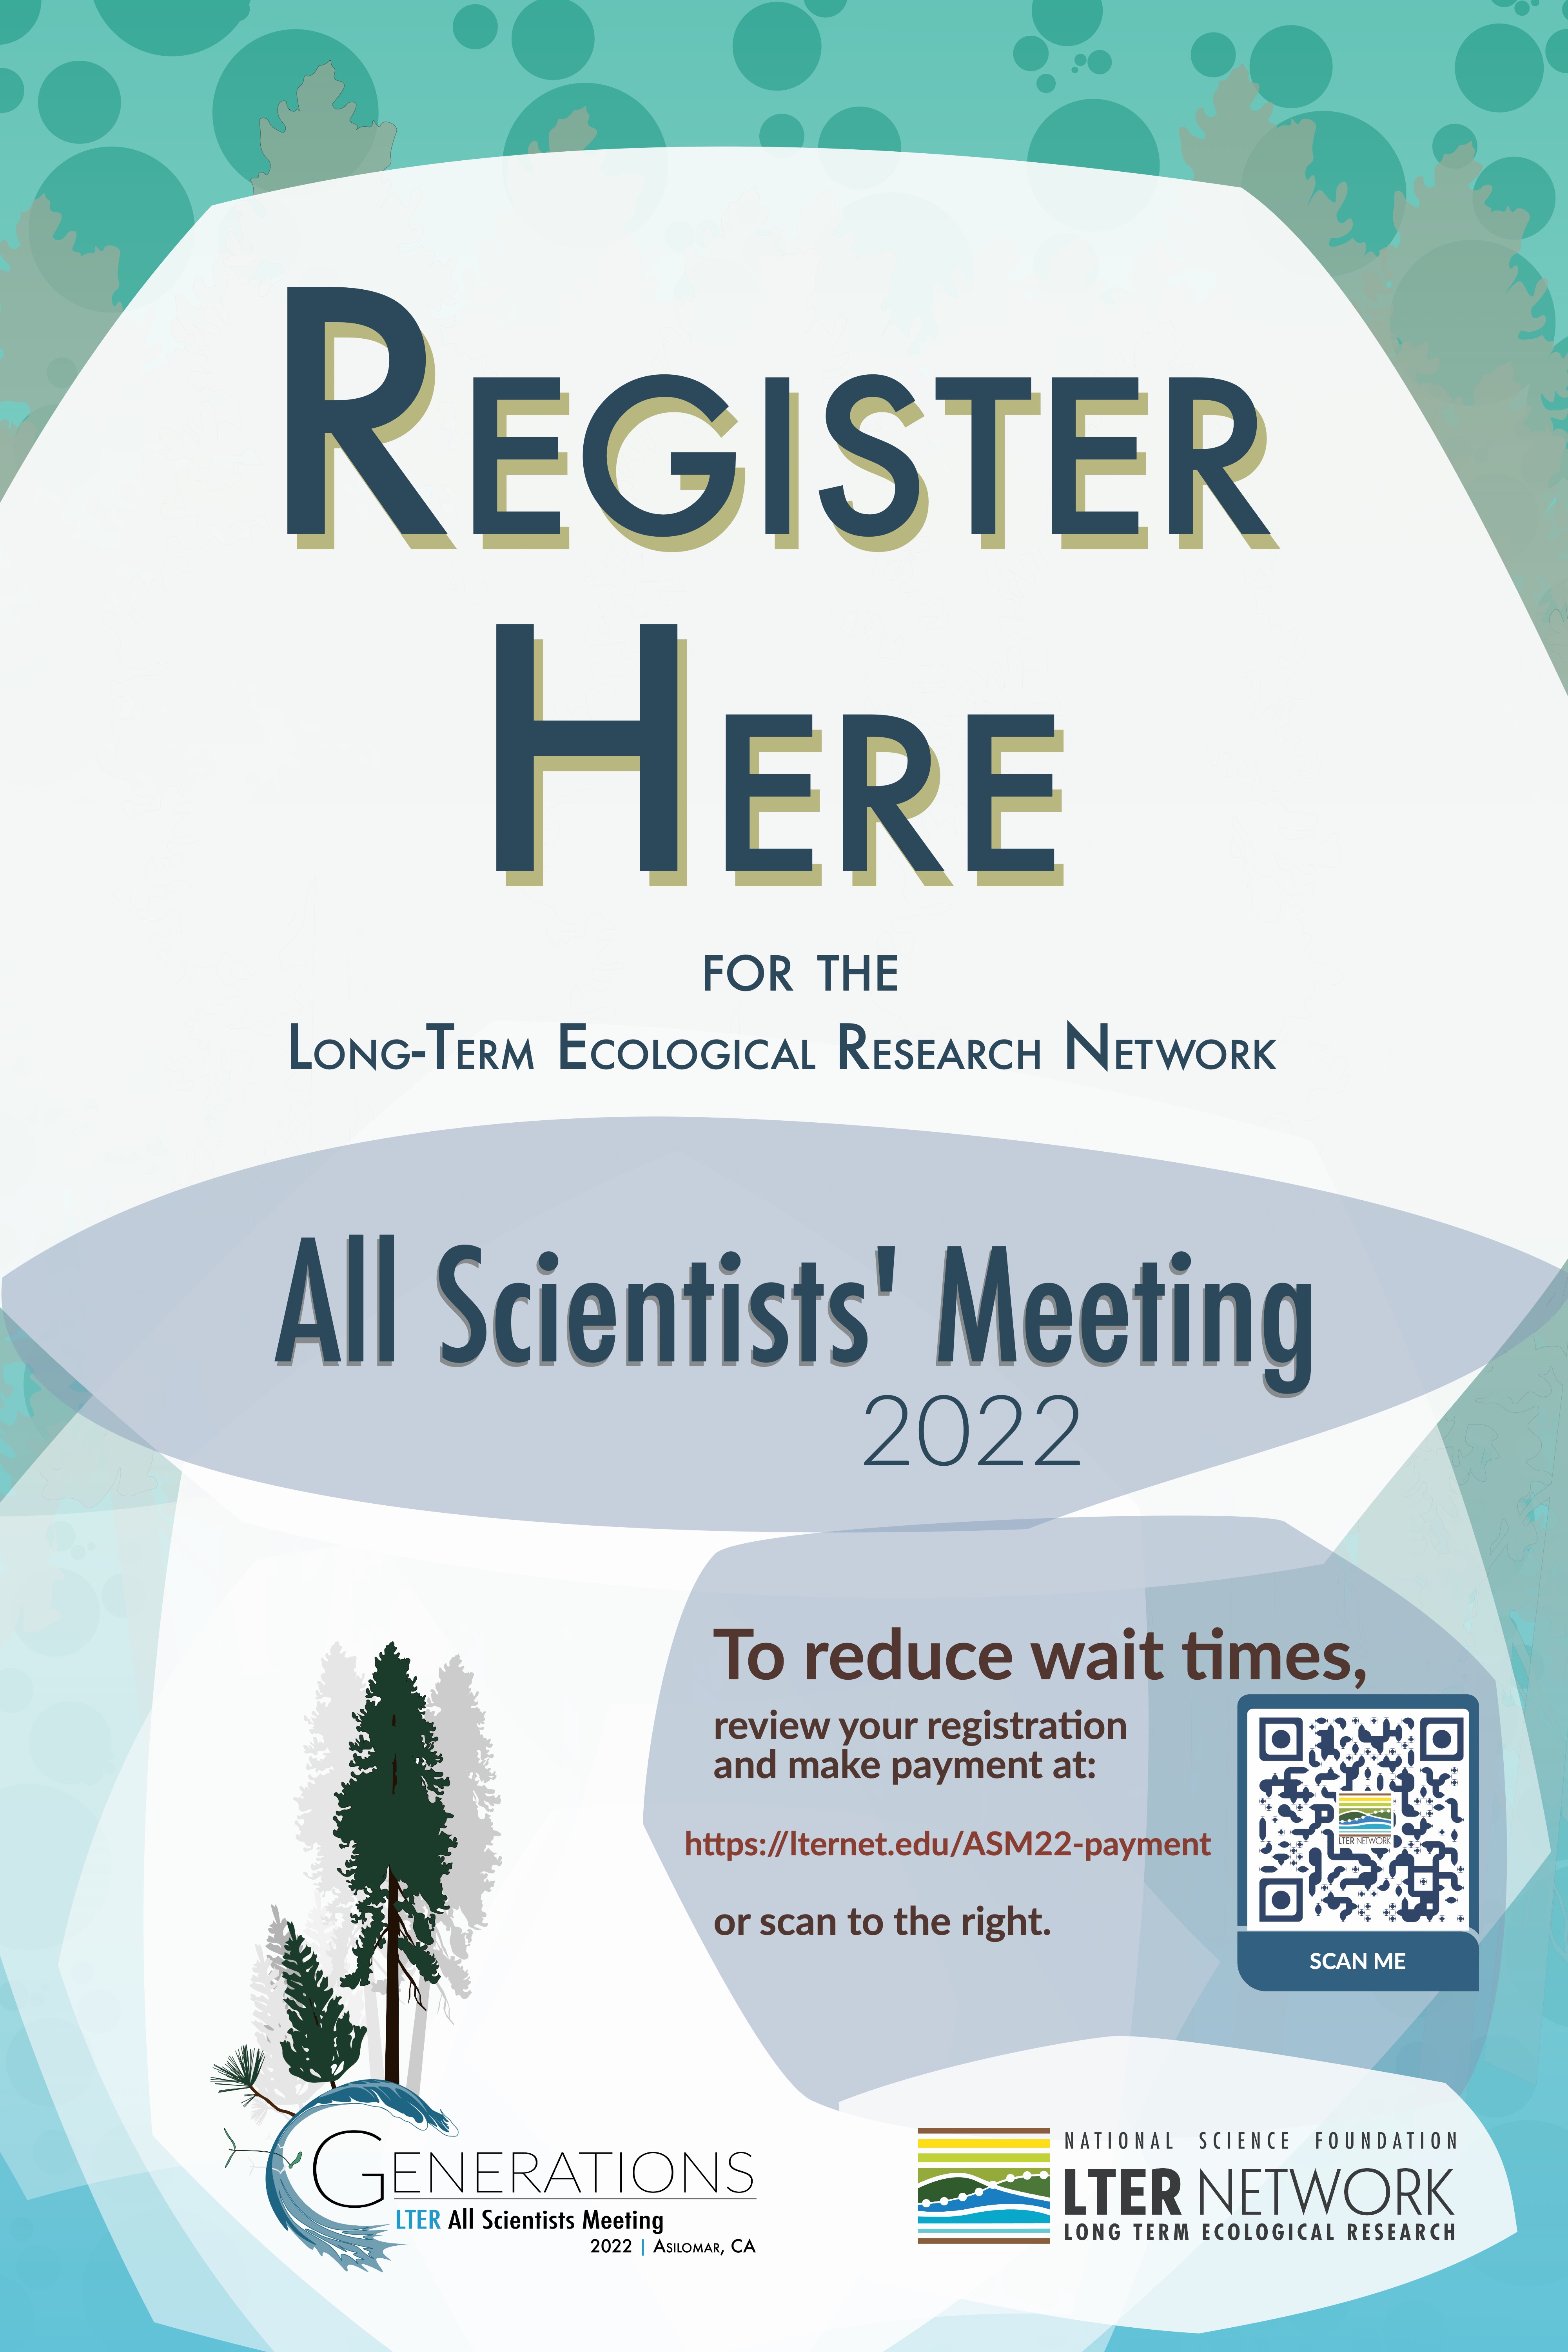 Register
Here
for the
Long-Term Ecological Research Network
All Scientists' Meeting
2022
To reduce wait times,
review your registration
and make payment at:
https://lternet.edu/ASM22-payment
or scan to the right.
LTER NETWORK
SCAN ME
Generations
LTER All Scientists Meeting
2022 | Asilomar, CA
NATIONAL SCIENCE FOUNDATION
LTER NETWORK
LONG TERM ECOLOGICAL RESEARCH